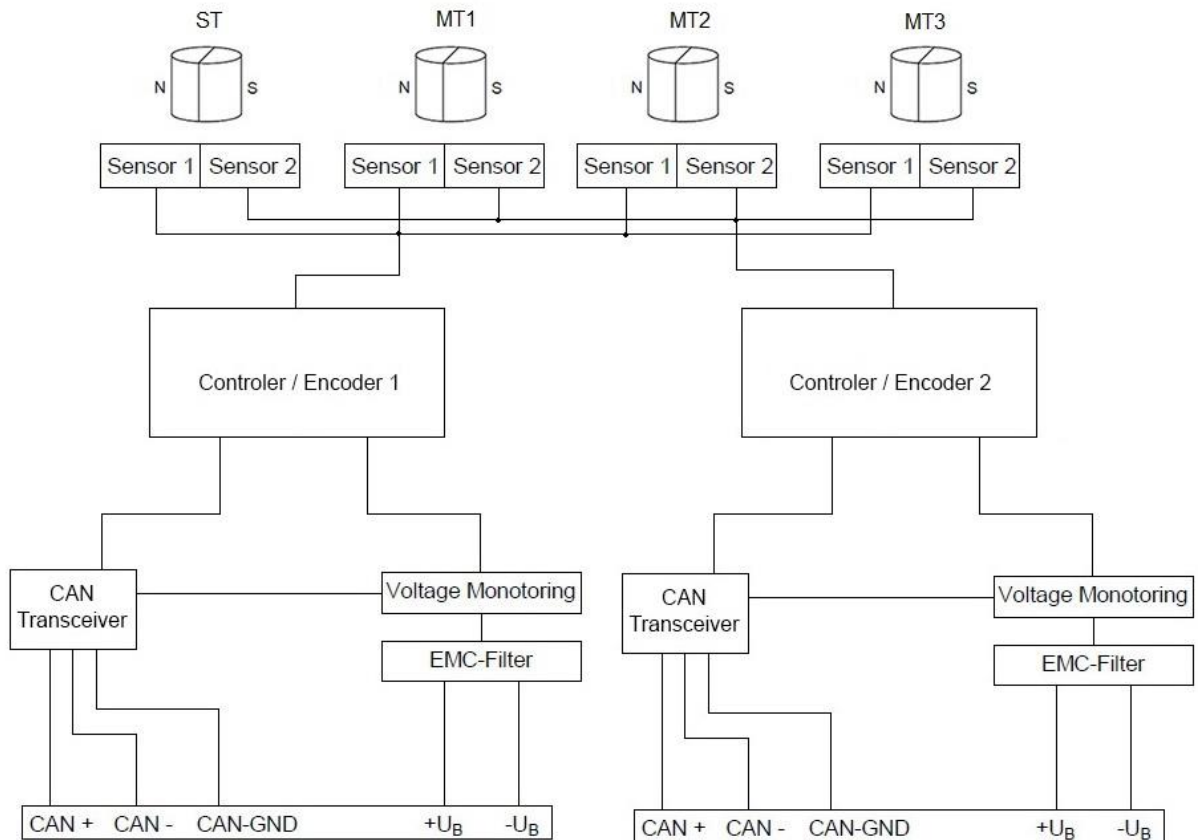 ST MT1 MT2 MT3
N S N S N S N S
Sensor 1 Sensor 2 Sensor 1 Sensor 2 Sensor 1 Sensor 2 Sensor 1 Sensor 2
Controler / Encoder 1
Controler / Encoder 2
CAN
Transceiver
Voltage Monotoring
EMC-Filter
CAN
Transceiver
Voltage Monotoring
EMC-Filter
CAN + CAN - CAN-GND +UB -UB
CAN + CAN - CAN-GND +UB -UB